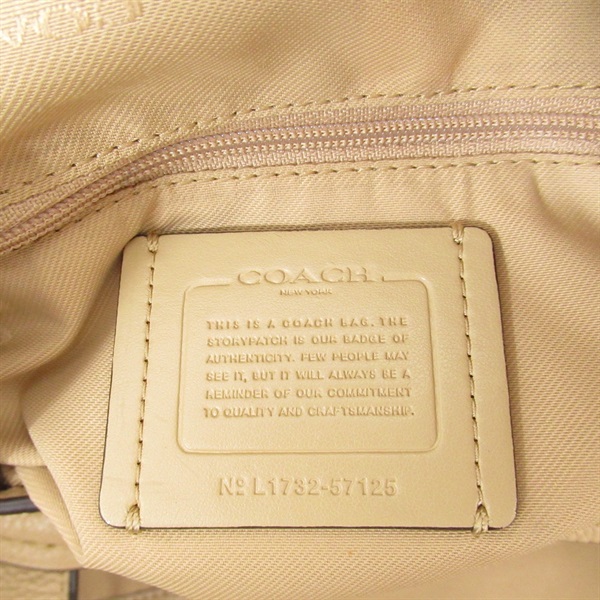 COACH
NEW YORK
THIS IS A COACH BAG. THE
STORYPATCH IS OUR BADGE OF
AUTHENTICITY. FEW PEOPLE MAY
SEE IT, BUT IT WILL ALWAYS BE A
REMINDER OF OUR COMMITMENT
TO QUALITY AND CRAFTSMANSHIP.
Nº L1732-57125